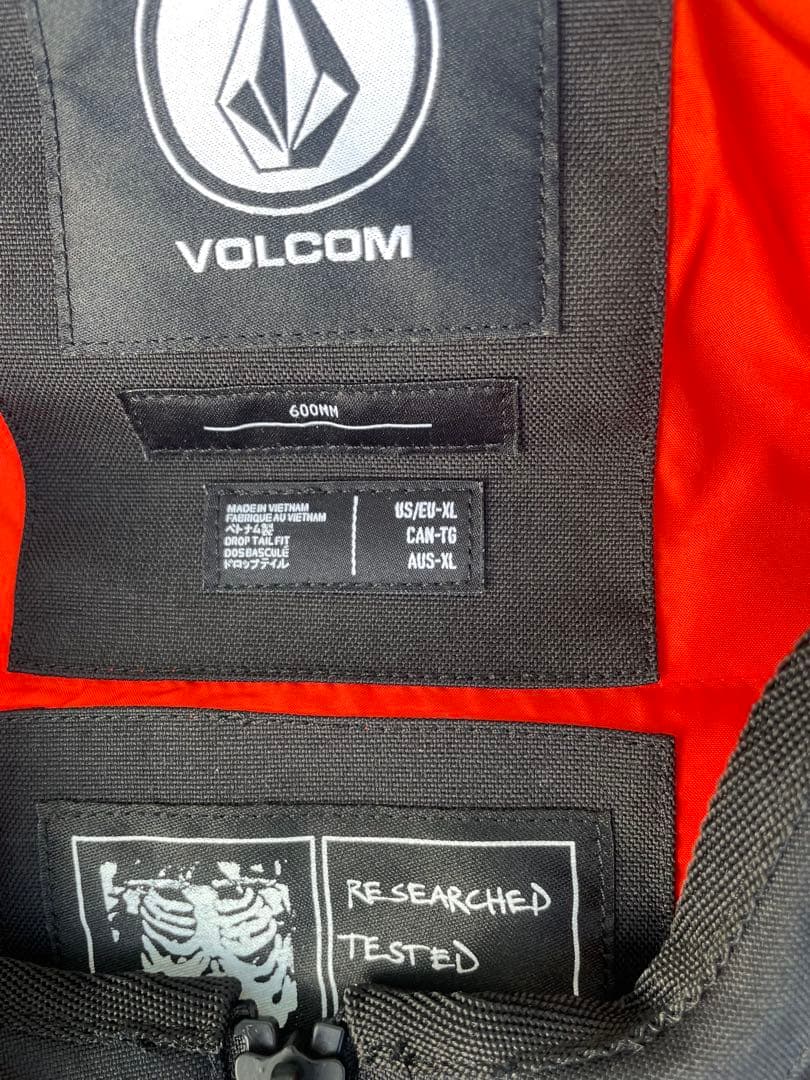 VOLCOM
600MM
MADE IN VIETNAM
FABRIQUE AU VIETNAM
ベトナム製
DROP TAIL FIT
DOS BASCULÉ
ドロップテイル
US/EU-XL
CAN-TG
AUS-XL
RESEARCHED
TESTED